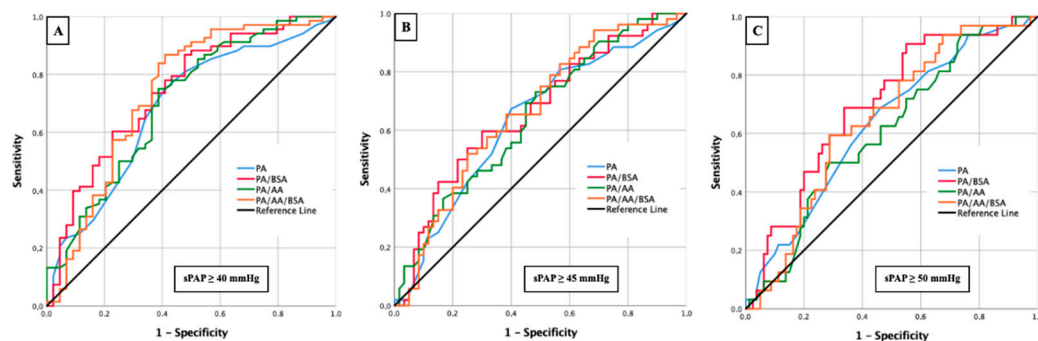 A
1,0
0,8
0,6
0,4
0,2
0,0
Sensitivity
PA
PA/BSA
PA/AA
PA/AA/BSA
Reference Line
sPAP ≥ 40 mmHg
0,0
0.2
0.4
0.6
0.8
1.0
1 – Specificity
B
1,0
0,8
0,6
0,4
0,2
0,0
Sensitivity
PA
PA/BSA
PA/AA
PA/AA/BSA
Reference Line
sPAP ≥ 45 mmHg
0.0
0.2
0.4
0.6
0.8
1.0
1 – Specificity
C
1,0
0,8
0,6
0,4
0,2
0,0
Sensitivity
PA
PA/BSA
PA/AA
PA/AA/BSA
Reference Line
sPAP ≥ 50 mmHg
0.0
0.2
0.4
0.6
0.8
1.0
1 – Specificity